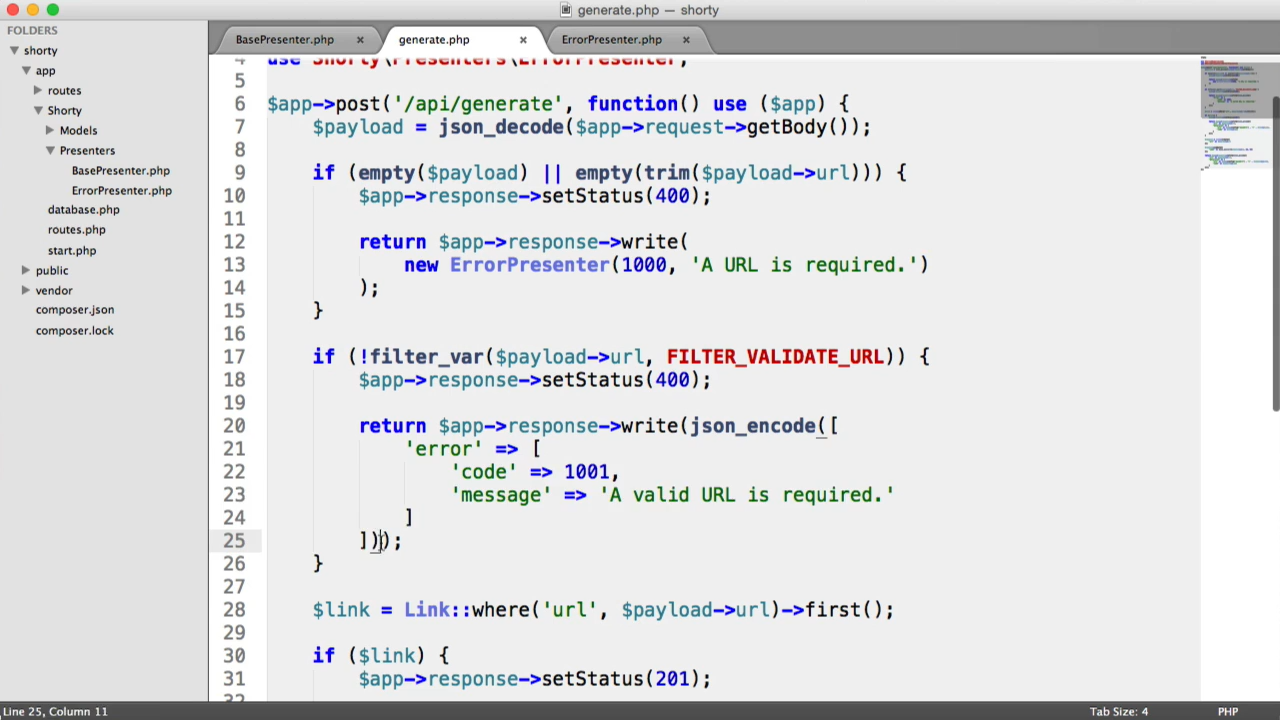 generate.php — shorty
FOLDERS
shorty
app
routes
Shorty
Models
Presenters
BasePresenter.php
ErrorPresenter.php
database.php
routes.php
start.php
public
vendor
composer.json
composer.lock
BasePresenter.php × generate.php × ErrorPresenter.php ×
4 use Shorty\Presenters\ErrorPresenter;
5
6 $app->post('/api/generate', function() use ($app) {
7 $payload = json_decode($app->request->getBody());
8
9 if (empty($payload) || empty(trim($payload->url))) {
10 $app->response->setStatus(400);
11
12 return $app->response->write(
13 new ErrorPresenter(1000, 'A URL is required.')
14 );
15 }
16
17 if (!filter_var($payload->url, FILTER_VALIDATE_URL)) {
18 $app->response->setStatus(400);
19
20 return $app->response->write(json_encode([
21 'error' => [
22 'code' => 1001,
23 'message' => 'A valid URL is required.'
24 ]
25 ]));
26 }
27
28 $link = Link::where('url', $payload->url)->first();
29
30 if ($link) {
31 $app->response->setStatus(201);
Line 25, Column 11 Tab Size: 4 PHP